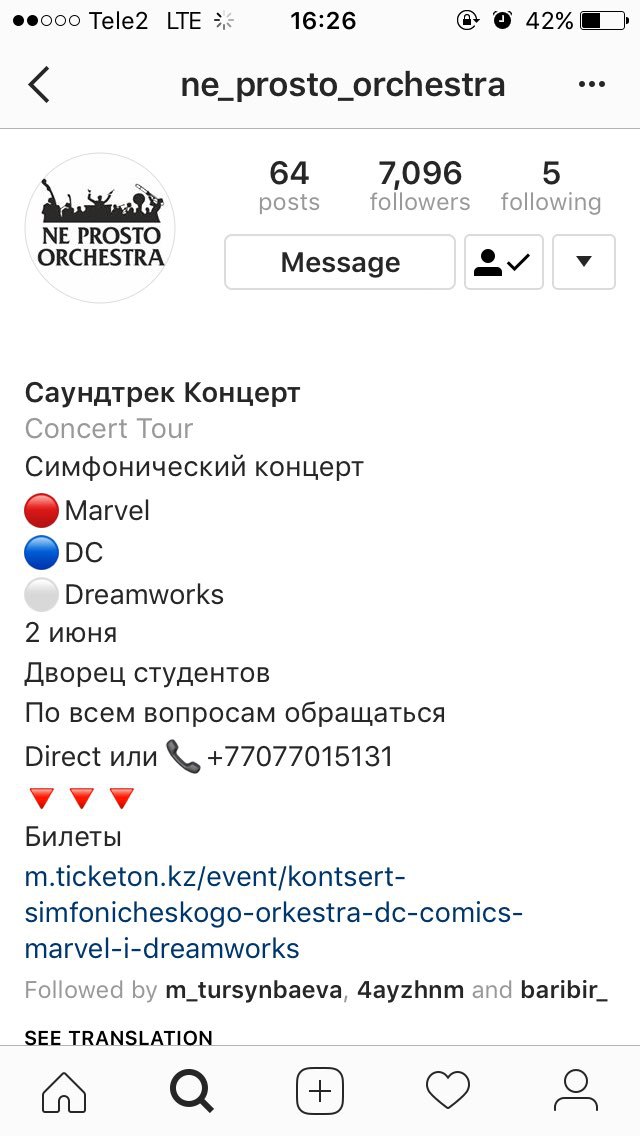 Tele2 LTE 16:26 42%
ne_prosto_orchestra
64 7,096 5
posts followers following
NE PROSTO
ORCHESTRA
Message
Саундтрек Концерт
Concert Tour
Симфонический концерт
🔴Marvel
🔵DC
⚪Dreamworks
2 июня
Дворец студентов
По всем вопросам обращаться
Direct или 📞+77077015131
🔻🔻🔻
Билеты
m.ticketon.kz/event/kontsert-
simfonicheskogo-orkestra-dc-comics-
marvel-i-dreamworks
Followed by m_tursynbaeva, 4ayzhnm and baribir_
SEE TRANSLATION